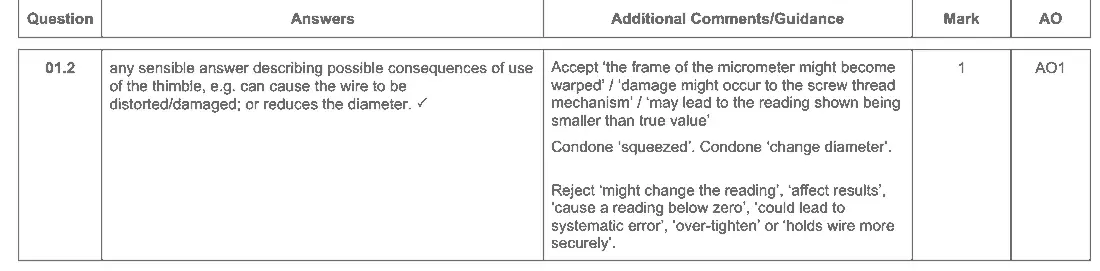 Question Answers Additional Comments/Guidance Mark AO
01.2 any sensible answer describing possible consequences of use
of the thimble, e.g. can cause the wire to be
distorted/damaged; or reduces the diameter. ✓
Accept ‘the frame of the micrometer might become
warped’ / ‘damage might occur to the screw thread
mechanism’ / ‘may lead to the reading shown being
smaller than true value’
Condone ‘squeezed’. Condone ‘change diameter’.
Reject ‘might change the reading’, ‘affect results’,
‘cause a reading below zero’, ‘could lead to
systematic error’, ‘over-tighten’ or ‘holds wire more
securely’.
1
AO1